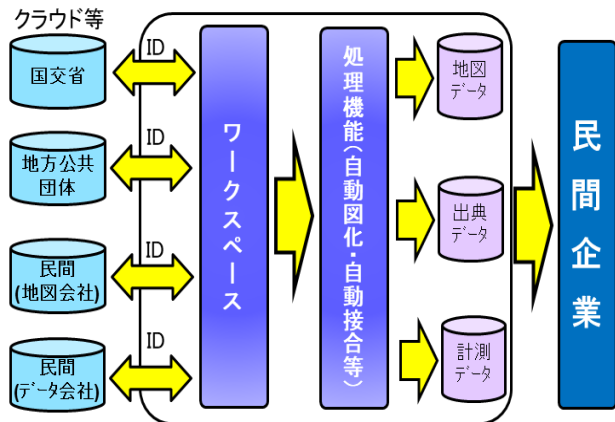 クラウド等
国交省
ID
地方公共
団体
ID
民間
(地図会社)
ID
民間
(ﾃﾞｰﾀ会社)
ID
ワークスペース
処理機能(自動図化・自動接合等)
地図
ﾃﾞｰﾀ
出典
ﾃﾞｰﾀ
計測
ﾃﾞｰﾀ
民間企業